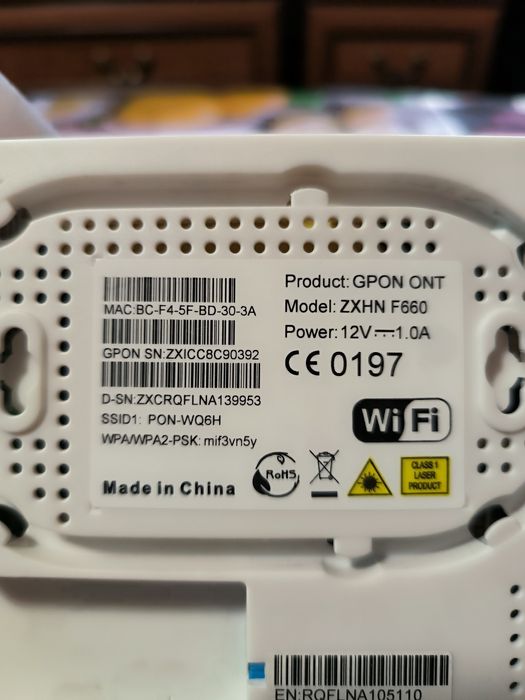 MAC:BC-F4-5F-BD-30-3A
GPON SN:ZXICC8C90392
D-SN:ZXCRQFLNA139953
SSID1: PON-WQ6H
WPA/WPA2-PSK: mif3vn5y
Made in China
Product: GPON ONT
Model: ZXHN F660
Power: 12V⎓1.0A
CE 0197
Wi Fi
RoHS
CLASS 1
LASER
PRODUCT
EN:RQFLNA105110